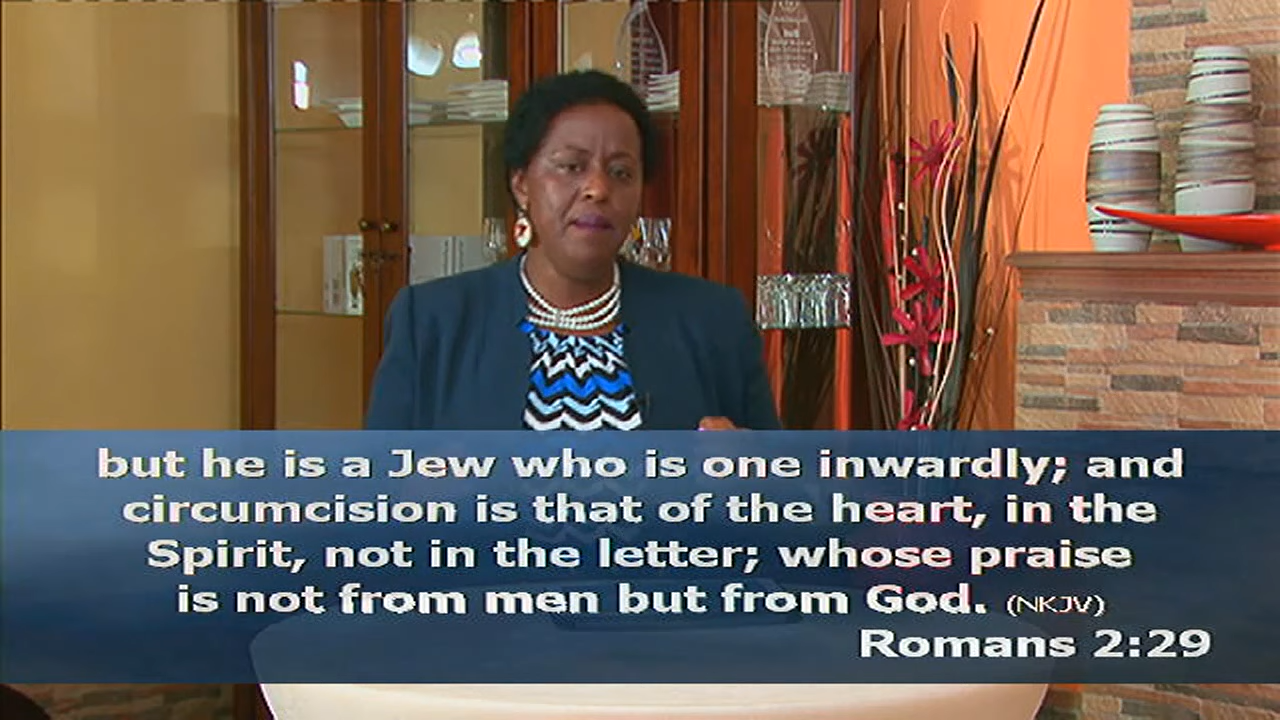 but he is a Jew who is one inwardly; and
circumcision is that of the heart, in the
Spirit, not in the letter; whose praise
is not from men but from God. (NKJV)
Romans 2:29